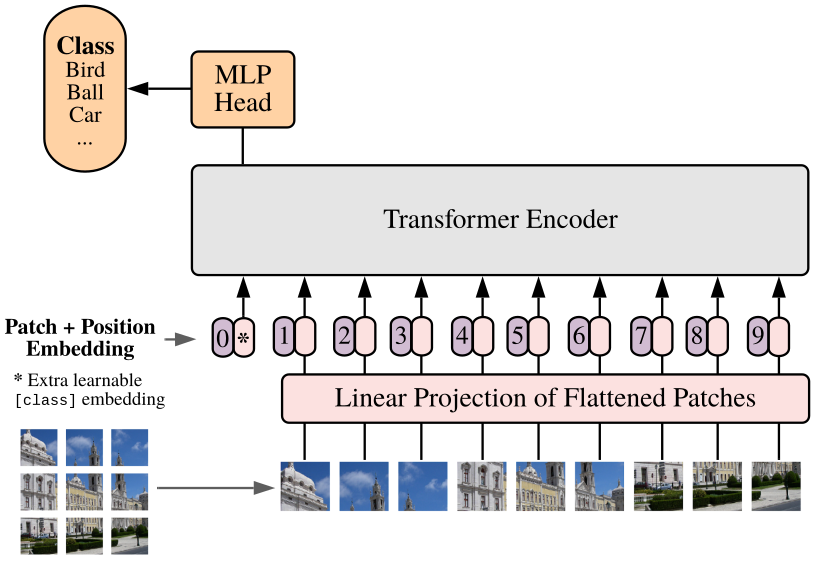 Class
Bird
Ball
Car
...
MLP
Head
Transformer Encoder
Patch + Position
Embedding
0 * 1 2 3 4 5 6 7 8 9
* Extra learnable
[class] embedding
Linear Projection of Flattened Patches